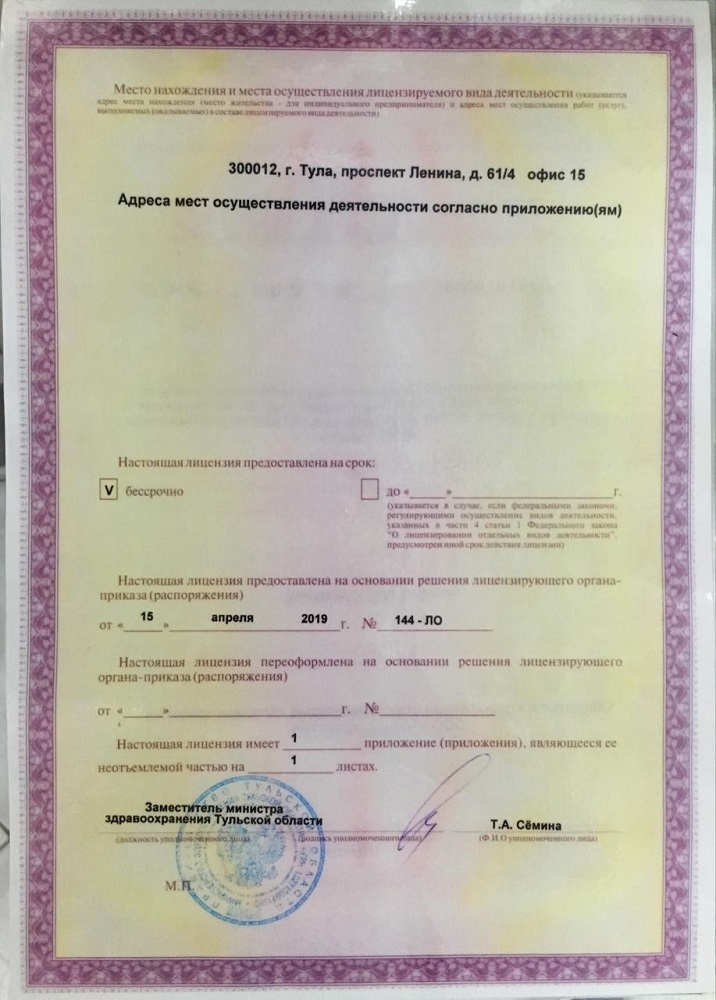 Место нахождения и места осуществления лицензируемого вида деятельности (указывается
адрес места нахождения (место жительства - для индивидуального предпринимателя) и адреса мест осуществления работ (услуг),
выполняемых (оказываемых) в составе лицензируемого вида деятельности)
300012, г. Тула, проспект Ленина, д. 61/4 офис 15
Адреса мест осуществления деятельности согласно приложению(ям)
Настоящая лицензия предоставлена на срок:
V бессрочно
до «______»______________________г.
(указывается в случае, если федеральными законами,
регулирующими осуществление видов деятельности,
указанных в части 4 статьи 1 Федерального закона
"О лицензировании отдельных видов деятельности",
предусмотрен иной срок действия лицензии)
Настоящая лицензия предоставлена на основании решения лицензирующего органа-
приказа (распоряжения)
от « 15 » апреля 2019 г. № 144 - ЛО
Настоящая лицензия переоформлена на основании решения лицензирующего
органа-приказа (распоряжения)
от «______»______________________г. №______________
Настоящая лицензия имеет 1 приложение (приложения), являющееся ее
неотъемлемой частью на 1 листах.
Заместитель министра
здравоохранения Тульской области
Т.А. Сёмина
(должность уполномоченного лица) (подпись уполномоченного лица) (Ф.И.О уполномоченного лица)
М.П.